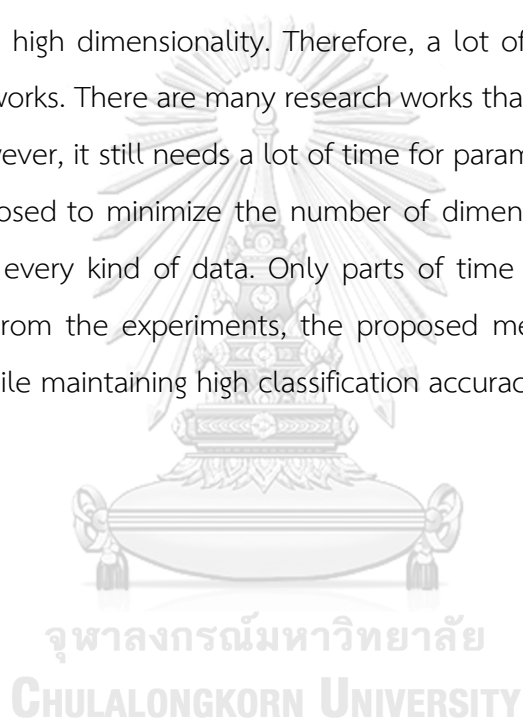 high dimensionality. Therefore, a lot of
works. There are many research works tha
wever, it still needs a lot of time for param
osed to minimize the number of dimen
every kind of data. Only parts of time
rom the experiments, the proposed me
ile maintaining high classification accurac
จุฬาลงกรณ์มหาวิทยาลัย
CHULALONGKORN UNIVERSITY